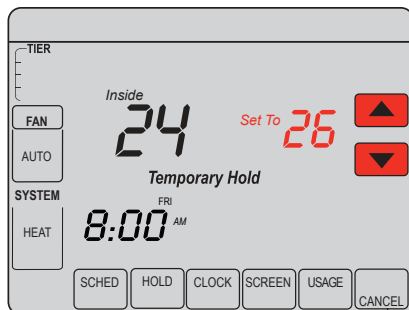 TIER
Inside
24
Set To 26
FAN
AUTO
Temporary Hold
SYSTEM
HEAT
FRI
8:00 AM
SCHED HOLD CLOCK SCREEN USAGE CANCEL